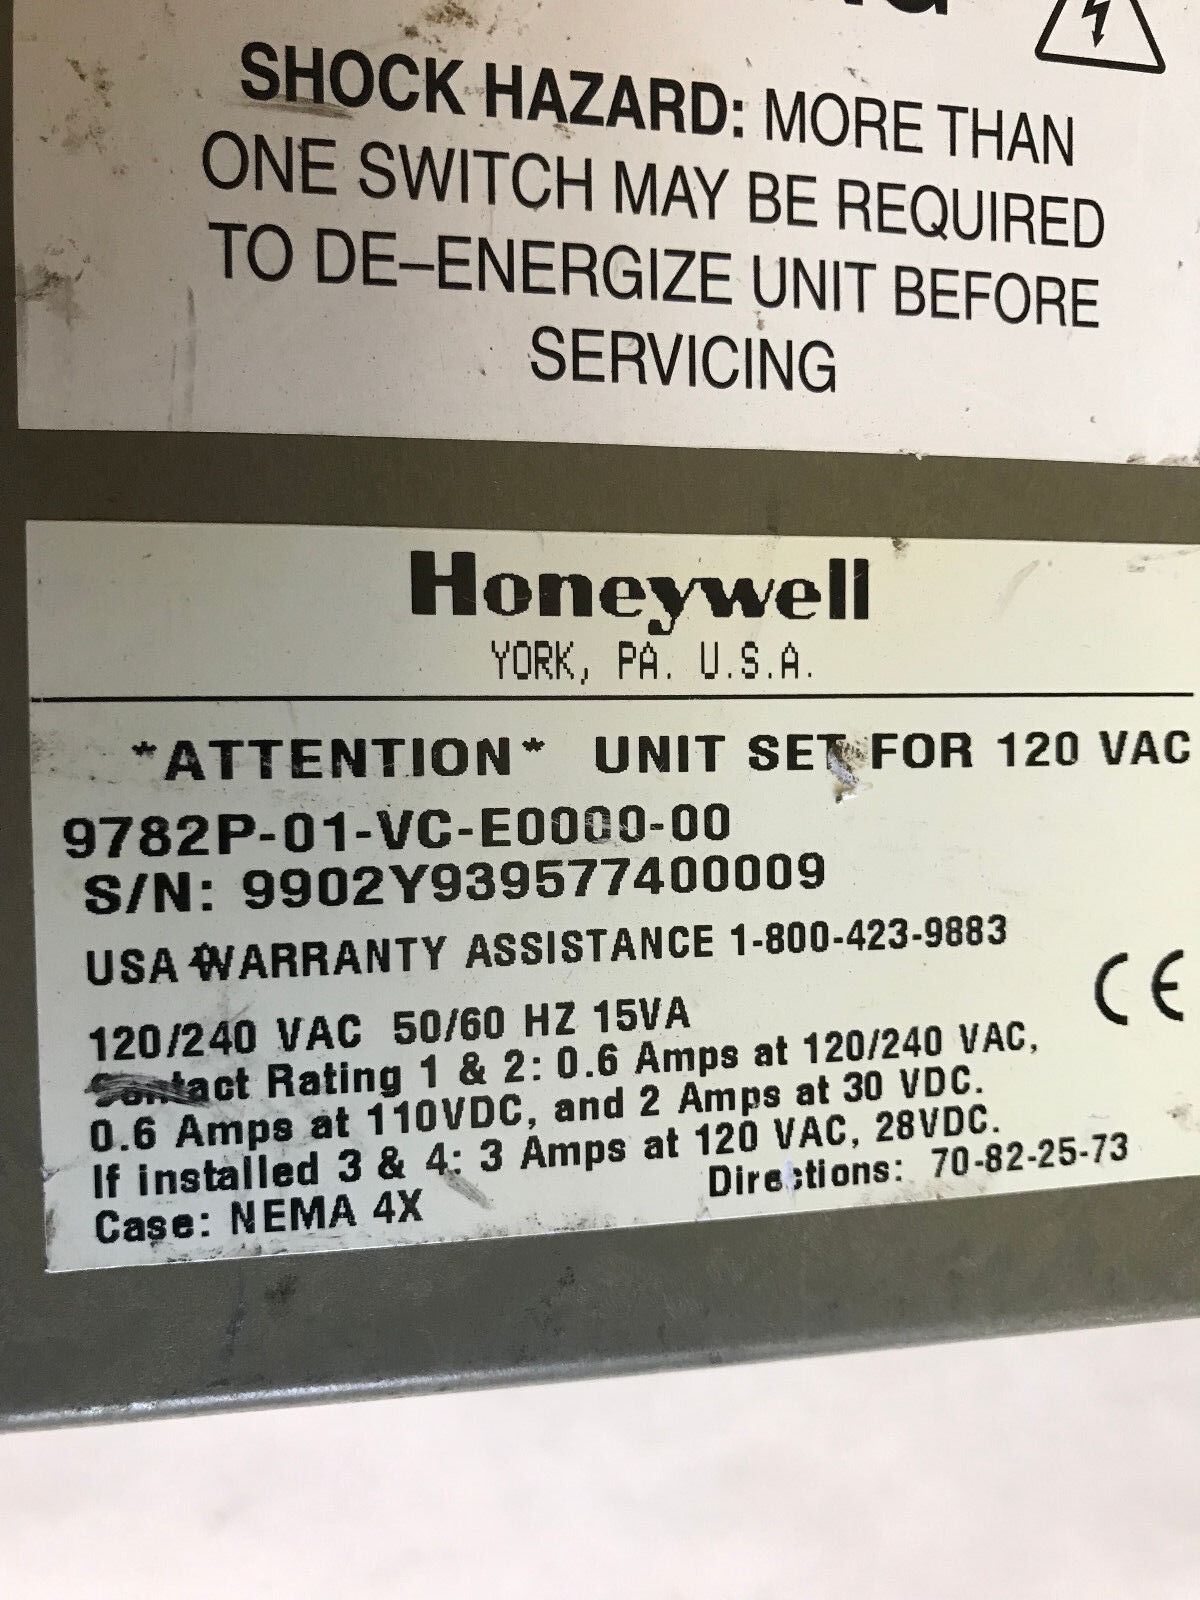 SHOCK HAZARD: MORE THAN
ONE SWITCH MAY BE REQUIRED
TO DE–ENERGIZE UNIT BEFORE
SERVICING
Honeywell
YORK, PA. U.S.A.
*ATTENTION* UNIT SET FOR 120 VAC
9782P-01-VC-E0000-00
S/N: 9902Y939577400009
USA WARRANTY ASSISTANCE 1-800-423-9883
CE
120/240 VAC 50/60 HZ 15VA
Contact Rating 1 & 2: 0.6 Amps at 120/240 VAC,
0.6 Amps at 110VDC, and 2 Amps at 30 VDC.
If installed 3 & 4: 3 Amps at 120 VAC, 28VDC.
Case: NEMA 4X Directions: 70-82-25-73